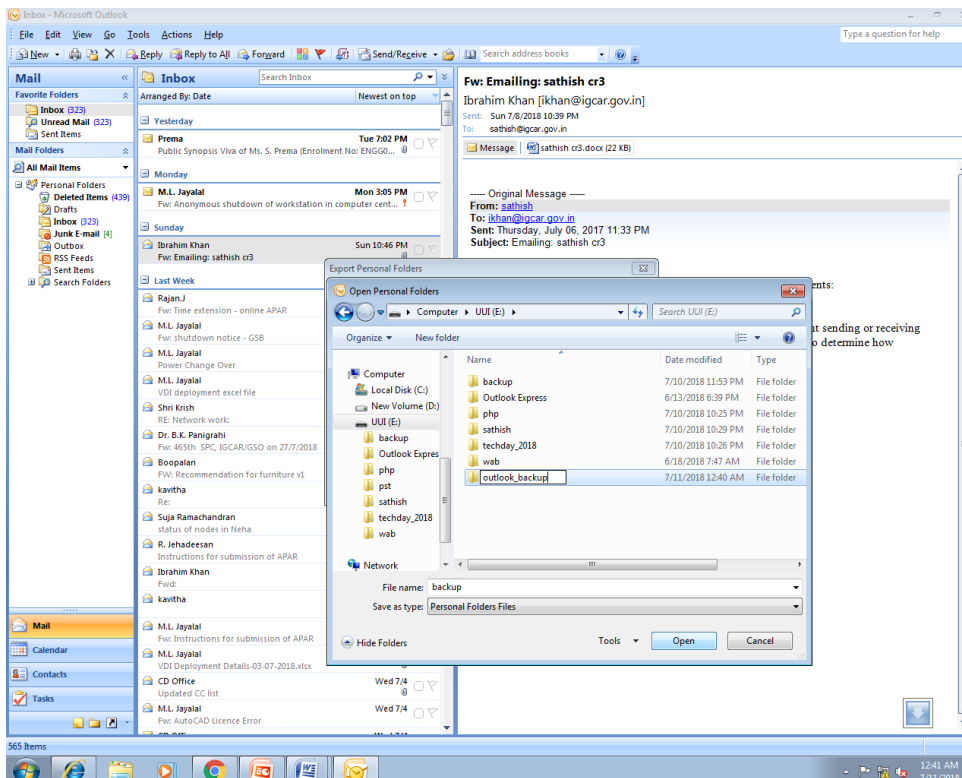 Inbox - Microsoft Outlook
File Edit View Go Tools Actions Help
Type a question for help
New Reply Reply to All Forward Send/Receive Search address books
Mail
Favorite Folders
Inbox (323)
Unread Mail (323)
Sent Items
Mail Folders
All Mail Items
Personal Folders
Deleted Items (439)
Drafts
Inbox (323)
Junk E-mail [4]
Outbox
RSS Feeds
Sent Items
Search Folders
Mail
Calendar
Contacts
Tasks
Inbox Search Inbox
Arranged By: Date Newest on top
Yesterday
Prema Tue 7:02 PM
Public Synopsis Viva of Ms. S. Prema (Enrolment No: ENGG0...
Monday
M.L. Jayalal Mon 3:05 PM
Fw: Anonymous shutdown of workstation in computer cent...
Sunday
Ibrahim Khan Sun 10:46 PM
Fw: Emailing: sathish cr3
Last Week
Rajan.J
Fw: Time extension - online APAR
M.L. Jayalal
Fw: shutdown notice - GSB
M.L. Jayalal
Power Change Over
M.L. Jayalal
VDI deployment excel file
Shri Krish
RE: Network work:
Dr. B.K. Panigrahi
Fw: 465th SPC, IGCAR/GSO on 27/7/2018
Boopalan
FW: Recommendation for furniture v1
kavitha
Re:
Suja Ramachandran
status of nodes in Neha
R. Jehadeesan
Instructions for submission of APAR
Ibrahim Khan
Fwd:
kavitha
M.L. Jayalal
Fw: Instructions for submission of APAR
M.L. Jayalal
VDI Deployment Details-03-07-2018.xlsx
CD Office Wed 7/4
Updated CC list
M.L. Jayalal Wed 7/4
Fw: AutoCAD Licence Error
Fw: Emailing: sathish cr3
Ibrahim Khan [ikhan@igcar.gov.in]
Sent: Sun 7/8/2018 10:39 PM
To: sathish@igcar.gov.in
Message sathish cr3.docx (22 KB)
----- Original Message -----
From: sathish
To: ikhan@igcar.gov.in
Sent: Thursday, July 06, 2017 11:33 PM
Subject: Emailing: sathish cr3
ents:
nt sending or receiving
o determine how
Export Personal Folders
Open Personal Folders
Computer UUI (E:) Search UUI (E:)
Organize New folder
Computer
Local Disk (C:)
New Volume (D:)
UUI (E:)
backup
Outlook Expres
php
pst
sathish
techday_2018
wab
Network
Name Date modified Type
backup 7/10/2018 11:53 PM File folder
Outlook Express 6/13/2018 6:39 PM File folder
php 7/10/2018 10:25 PM File folder
sathish 7/10/2018 10:29 PM File folder
techday_2018 7/10/2018 10:26 PM File folder
wab 6/18/2018 7:47 AM File folder
outlook_backup 7/11/2018 12:40 AM File folder
File name: backup
Save as type: Personal Folders Files
Hide Folders Tools Open Cancel
565 Items
12:41 AM
7/11/2018